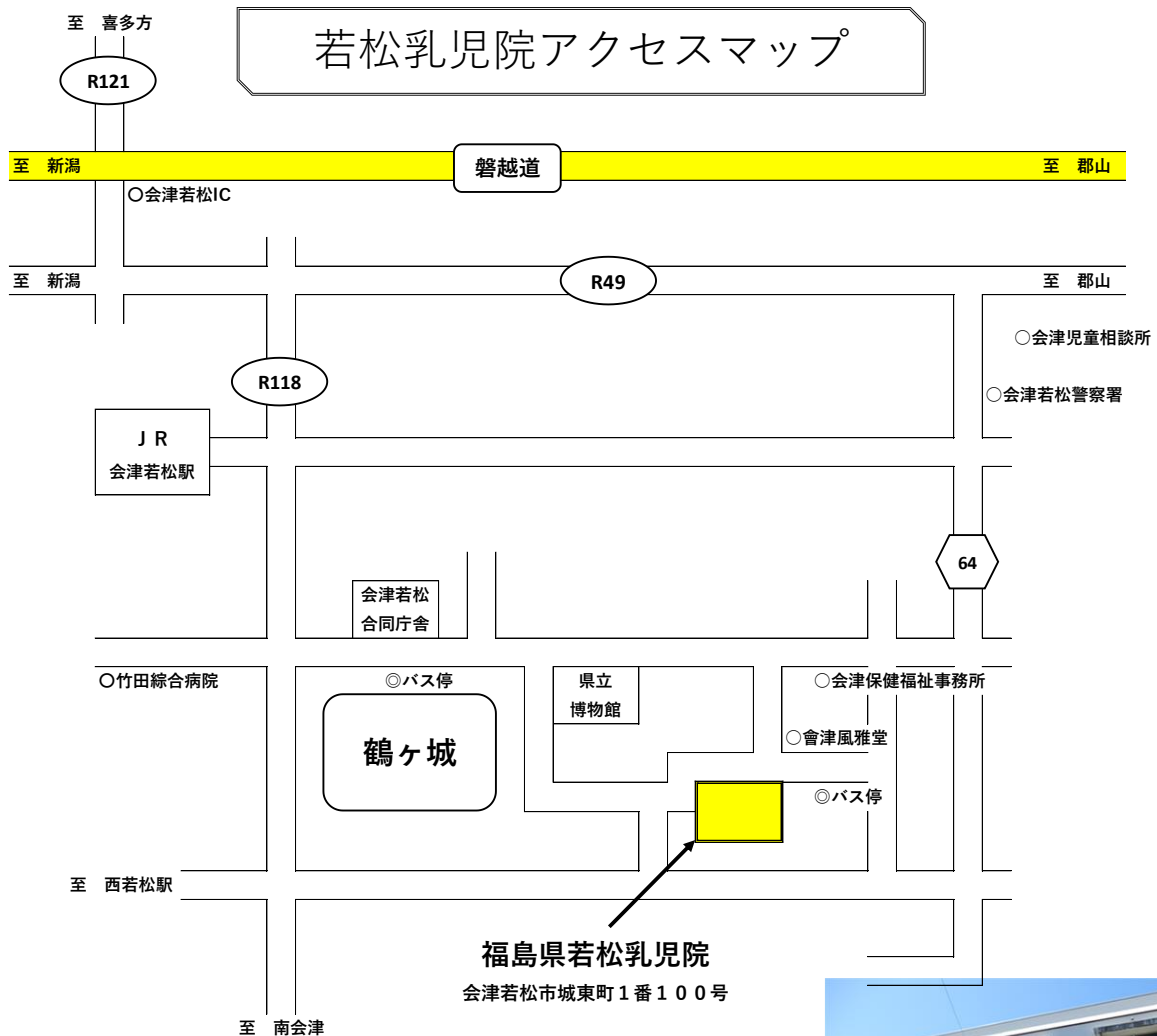 至　喜多方
若松乳児院アクセスマップ
R121
至　新潟
磐越道
至　郡山
〇会津若松IC
至　新潟
R49
至　郡山
○会津児童相談所
R118
○会津若松警察署
ＪＲ
会津若松駅
64
会津若松
合同庁舎
〇竹田綜合病院
◎バス停
県立
博物館
○会津保健福祉事務所
鶴ヶ城
○會津風雅堂
◎バス停
至　西若松駅
福島県若松乳児院
会津若松市城東町１番１００号
至　南会津